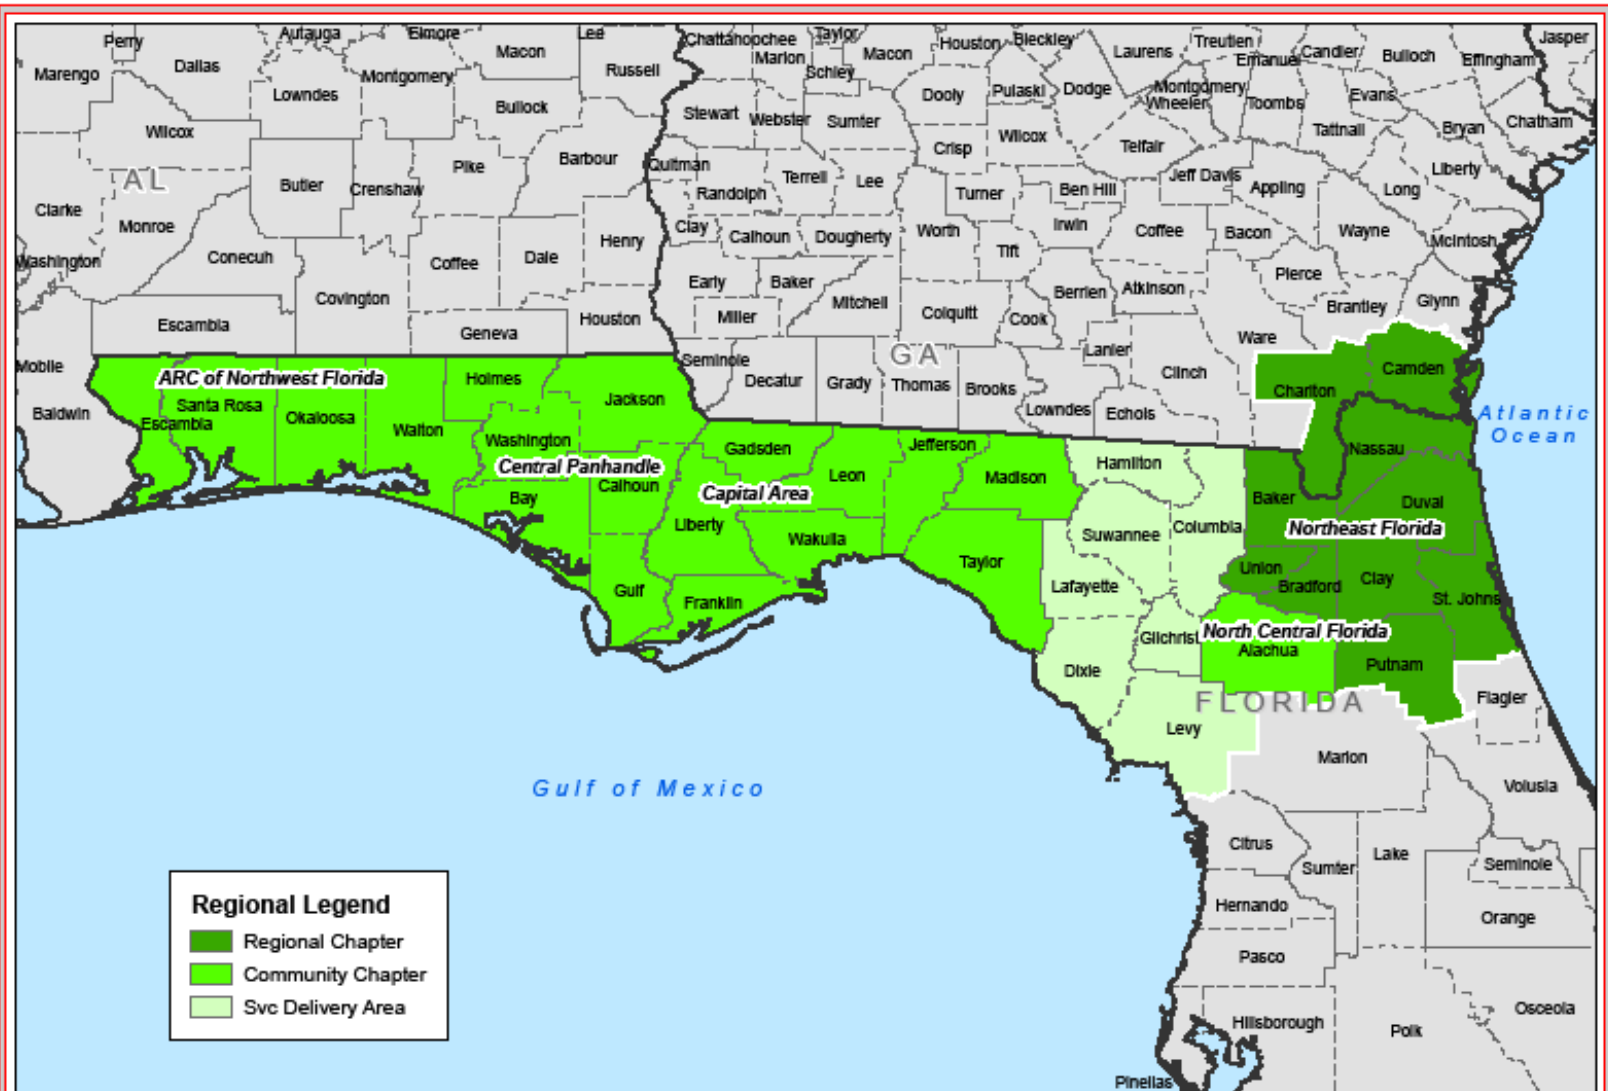 Perry
Autauga
Elmore
Lee
Chattahoochee
Taylor
Houston
Bleckley
Treutlen
Jasper
Marengo
Dallas
Montgomery
Macon
Russell
Marion
Schley
Macon
Laurens
Emanuel
Candler
Bulloch
Effingham
Lowndes
Bullock
Dooly
Pulaski
Dodge
Montgomery
Wheeler
Toombs
Evans
Wilcox
Stewart
Webster
Sumter
Wilcox
Tattnall
Bryan
Chatham
AL
Butler
Crenshaw
Pike
Barbour
Quitman
Randolph
Terrell
Lee
Crisp
Turner
Ben Hill
Telfair
Jeff Davis
Appling
Long
Liberty
Clarke
Monroe
Henry
Clay
Calhoun
Dougherty
Worth
Tift
Irwin
Coffee
Bacon
Wayne
McIntosh
Washington
Conecuh
Coffee
Dale
Early
Baker
Mitchell
Berrien
Atkinson
Pierce
Brantley
Glynn
Covington
Escambia
Geneva
Houston
Miller
Colquitt
Cook
Ware
Mobile
Seminole
GA
Lanier
Clinch
Camden
Baldwin
ARC of Northwest Florida
Holmes
Decatur
Grady
Thomas
Brooks
Lowndes
Echols
Charlton
Atlantic
Ocean
Escambia
Santa Rosa
Okaloosa
Walton
Washington
Jackson
Gadsden
Jefferson
Nassau
Central Panhandle
Calhoun
Capital Area
Leon
Madison
Hamilton
Baker
Duval
Bay
Liberty
Wakulla
Suwannee
Columbia
Northeast Florida
Gulf
Franklin
Taylor
Lafayette
Union
Bradford
Clay
St. Johns
Dixie
Gilchrist
North Central Florida
Alachua
Putnam
FLORIDA
Flagler
Levy
Marion
Volusia
Gulf of Mexico
Citrus
Sumter
Lake
Seminole
Hernando
Orange
Pasco
Osceola
Hillsborough
Polk
Pinellas
Regional Legend
Regional Chapter
Community Chapter
Svc Delivery Area